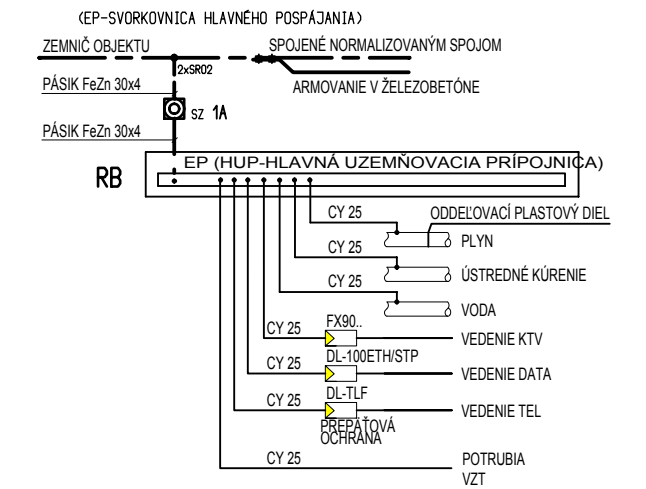 (EP-SVORKOVNICA HLAVNÉHO POSPÁJANIA)
ZEMNIČ OBJEKTU
SPOJENÉ NORMALIZOVANÝM SPOJOM
2xSR02
PÁSIK FeZn 30x4
ARMOVANIE V ŽELEZOBETÓNE
SZ 1A
PÁSIK FeZn 30x4
EP (HUP-HLAVNÁ UZEMŇOVACIA PRÍPOJNICA)
RB
CY 25
ODDEĽOVACÍ PLASTOVÝ DIEL
PLYN
CY 25
ÚSTREDNÉ KÚRENIE
CY 25
VODA
FX90..
CY 25
VEDENIE KTV
DL-100ETH/STP
CY 25
VEDENIE DATA
DL-TLF
CY 25
VEDENIE TEL
PREPÄŤOVÁ
OCHRANA
CY 25
POTRUBIA
VZT